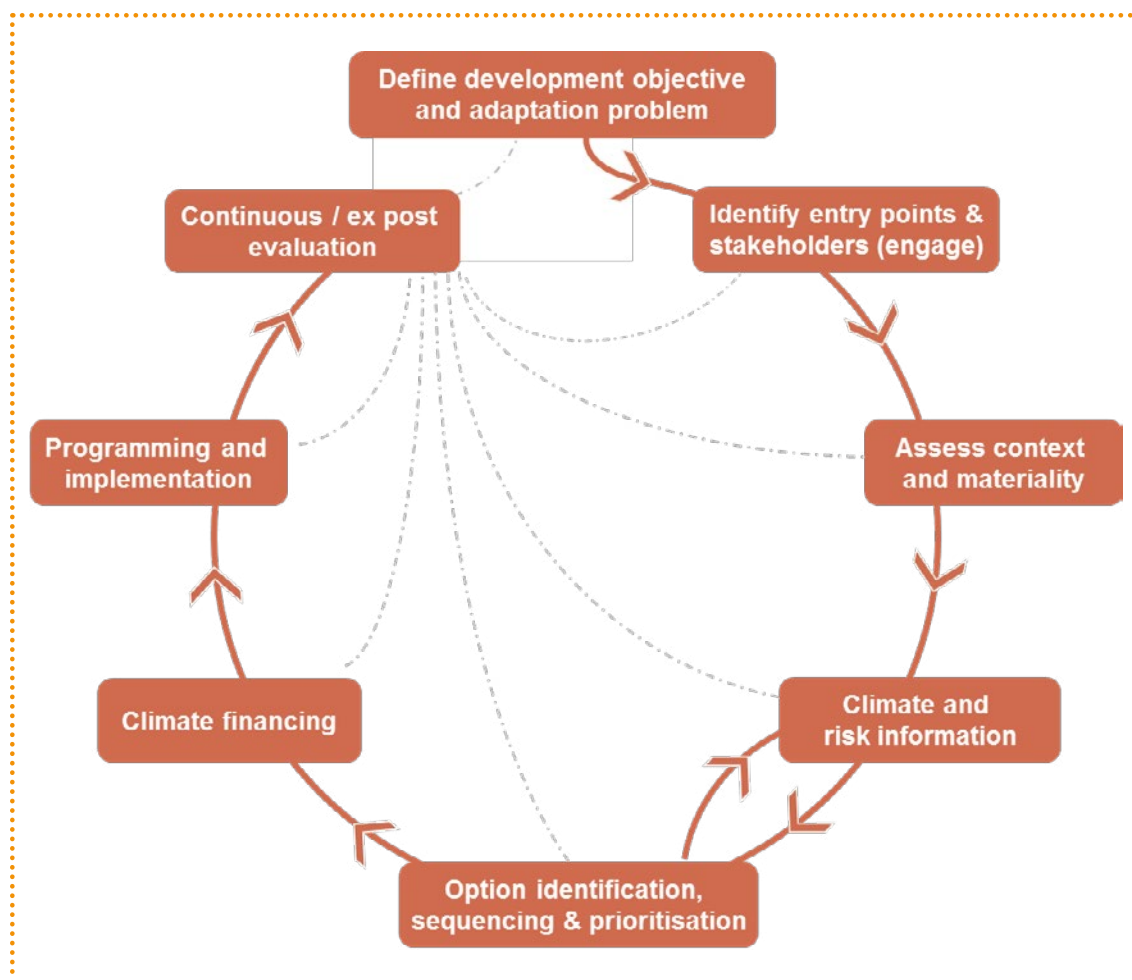 Define development objective
and adaptation problem
Identify entry points &
stakeholders (engage)
Assess context
and materiality
Climate and
risk information
Option identification,
sequencing & prioritisation
Climate financing
Programming and
implementation
Continuous / ex post
evaluation